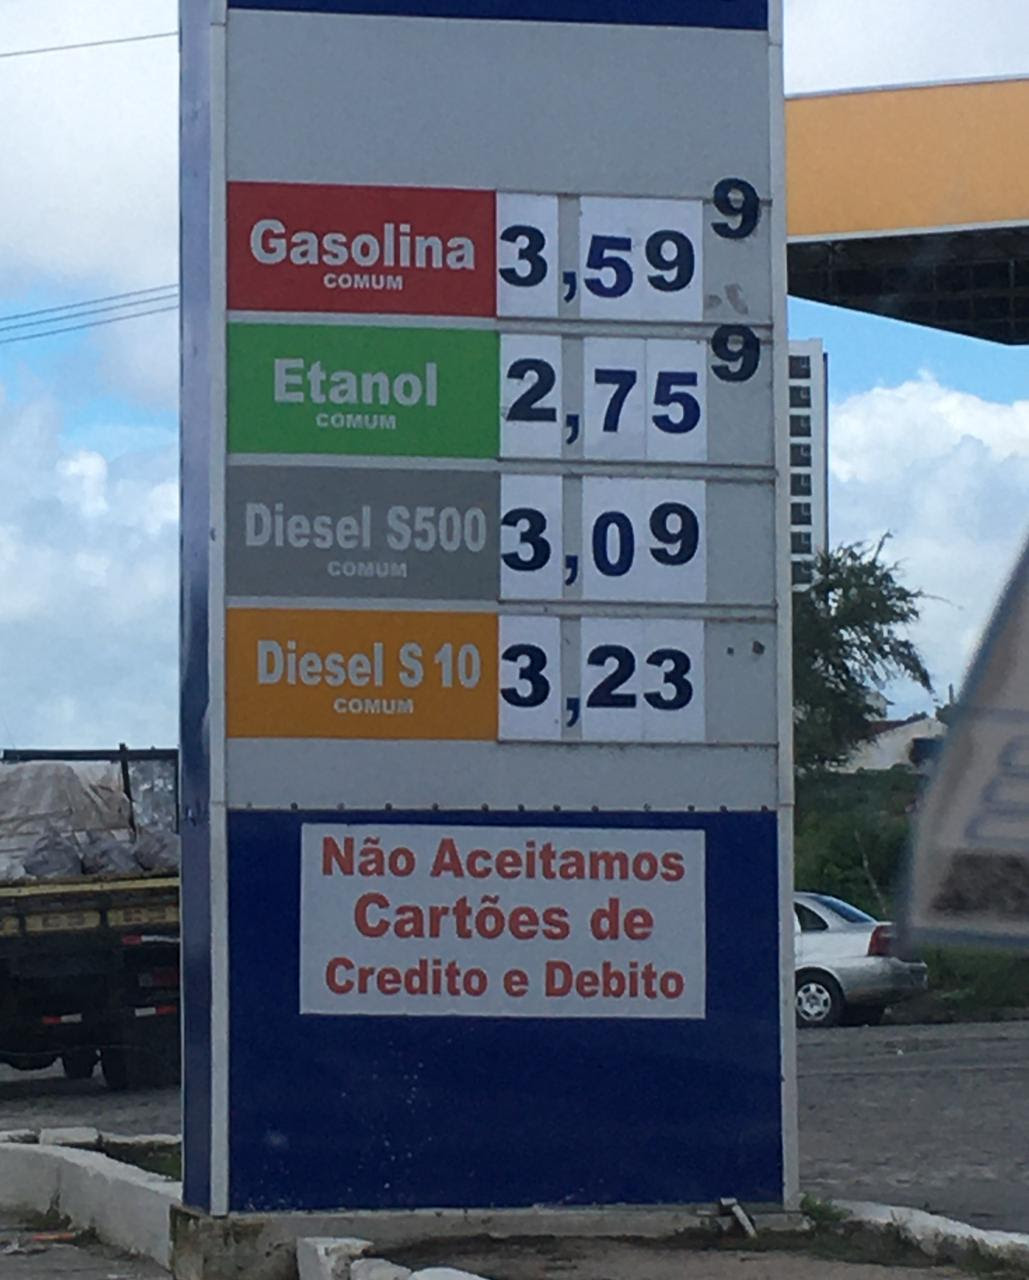 Gasolina 3,59 9
COMUM
Etanol 2,75 9
COMUM
Diesel S500 3,09
COMUM
Diesel S 10 3,23
COMUM
Não Aceitamos
Cartões de
Credito e Debito